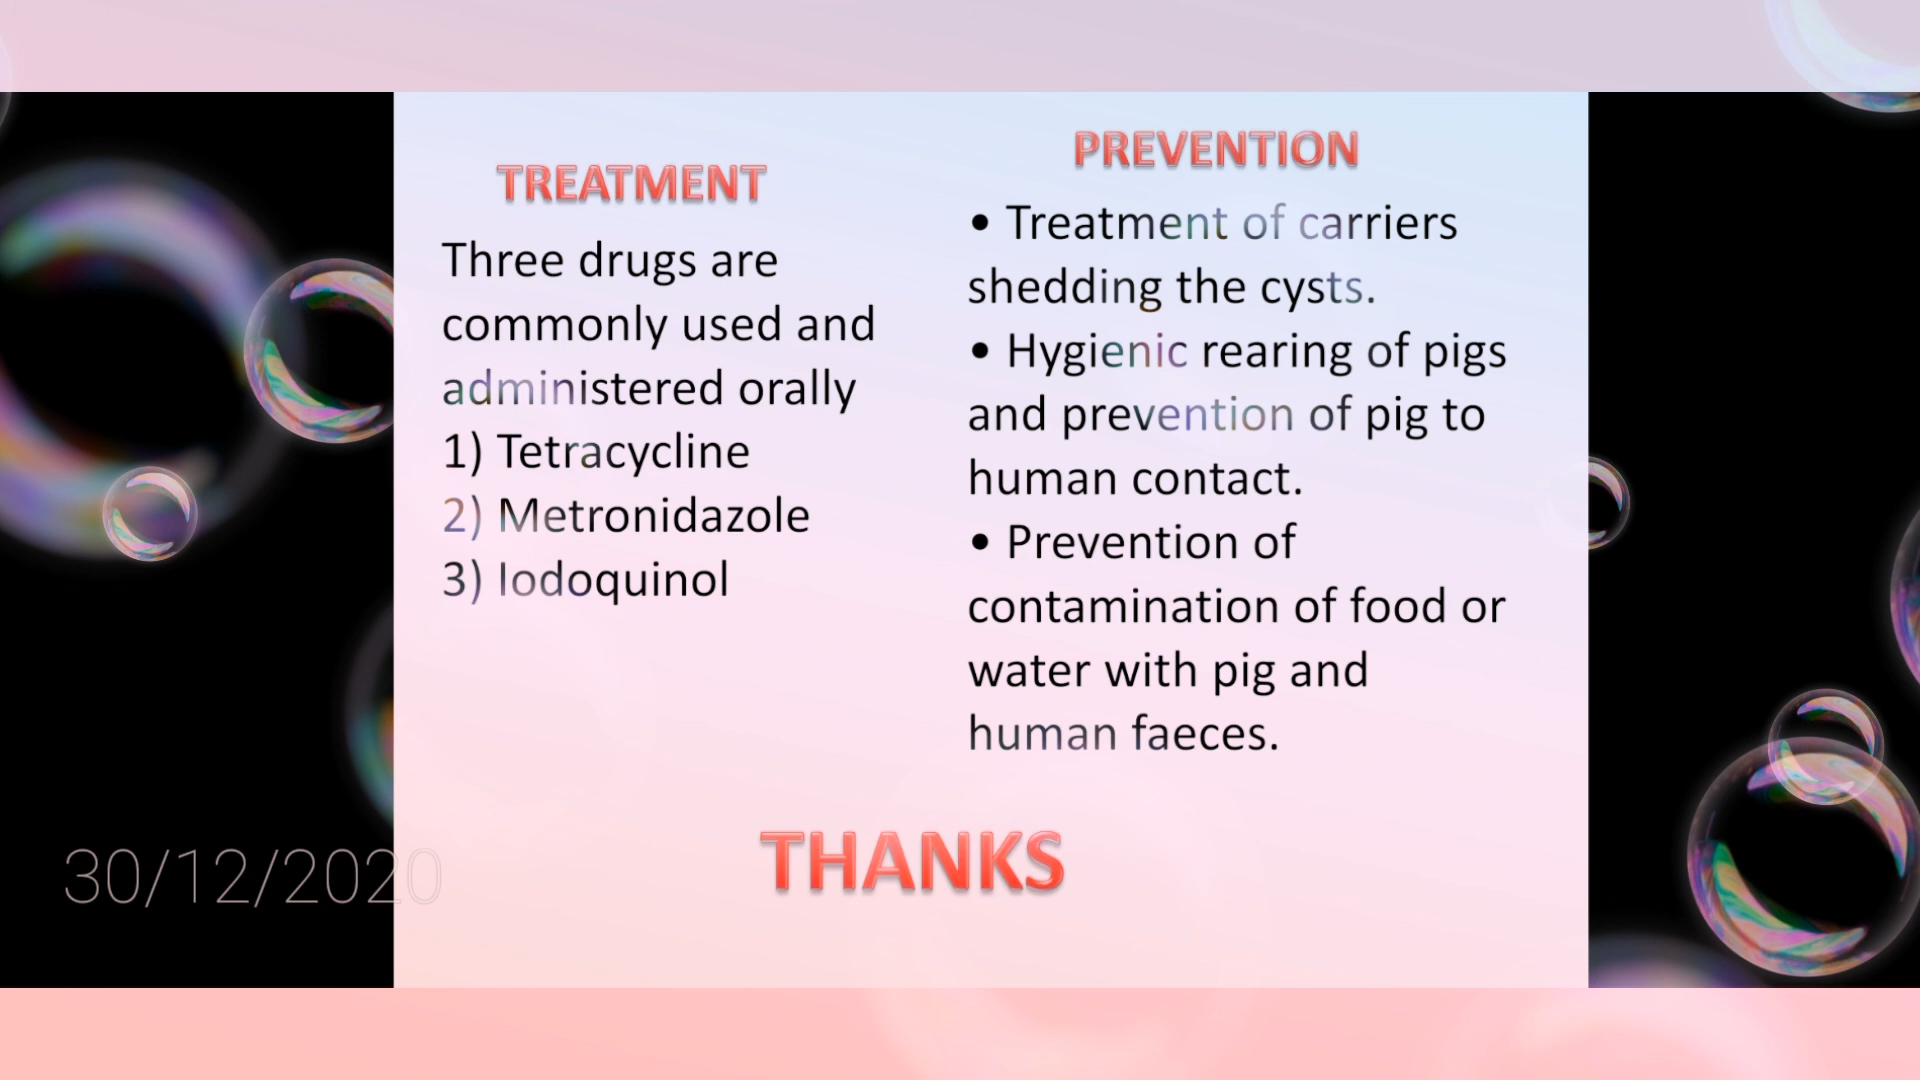 TREATMENT
Three drugs are
commonly used and
administered orally
1) Tetracycline
2) Metronidazole
3) Iodoquinol
PREVENTION
• Treatment of carriers
shedding the cysts.
• Hygienic rearing of pigs
and prevention of pig to
human contact.
• Prevention of
contamination of food or
water with pig and
human faeces.
THANKS
30/12/2020